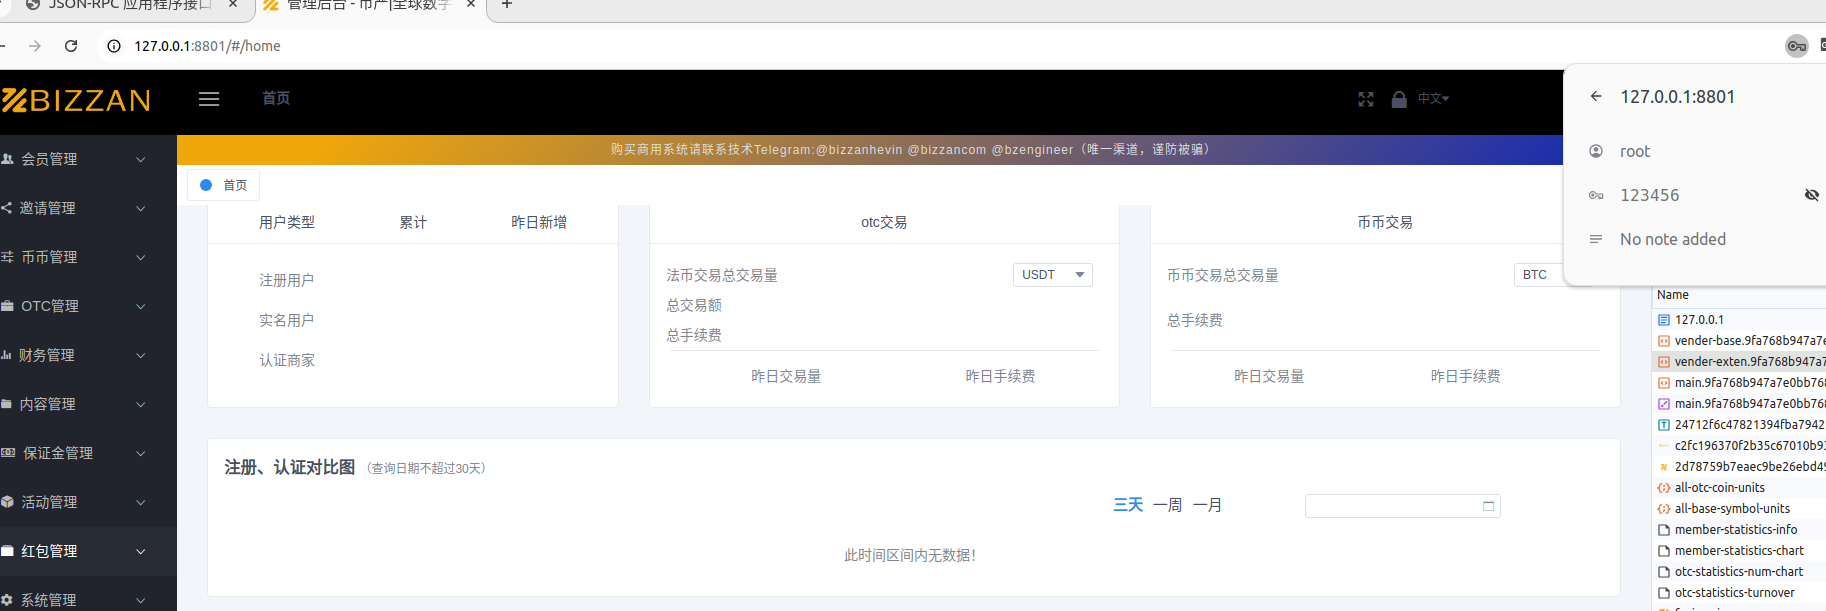 JSON-RPC 应用程序接口
管理后台 - 币严|全球数字
127.0.0.1:8801/#/home
127.0.0.1:8801
root
123456
No note added
BIZZAN
首页
中文
购买商用系统请联系技术Telegram:@bizzanhevin @bizzancom @bzengineer（唯一渠道，谨防被骗）
首页
会员管理
邀请管理
币币管理
OTC管理
财务管理
内容管理
保证金管理
活动管理
红包管理
系统管理
用户类型 累计 昨日新增
注册用户
实名用户
认证商家
otc交易
法币交易总交易量 USDT
总交易额
总手续费
昨日交易量 昨日手续费
币币交易
币币交易总交易量 BTC
总手续费
昨日交易量 昨日手续费
注册、认证对比图（查询日期不超过30天）
三天 一周 一月
此时间区间内无数据！
Name
127.0.0.1
vender-base.9fa768b947a7e
vender-exten.9fa768b947a7
main.9fa768b947a7e0bb768
main.9fa768b947a7e0bb768
24712f6c47821394fba7942
c2fc196370f2b35c67010b93
2d78759b7eaec9be26ebd49
all-otc-coin-units
all-base-symbol-units
member-statistics-info
member-statistics-chart
otc-statistics-num-chart
otc-statistics-turnover